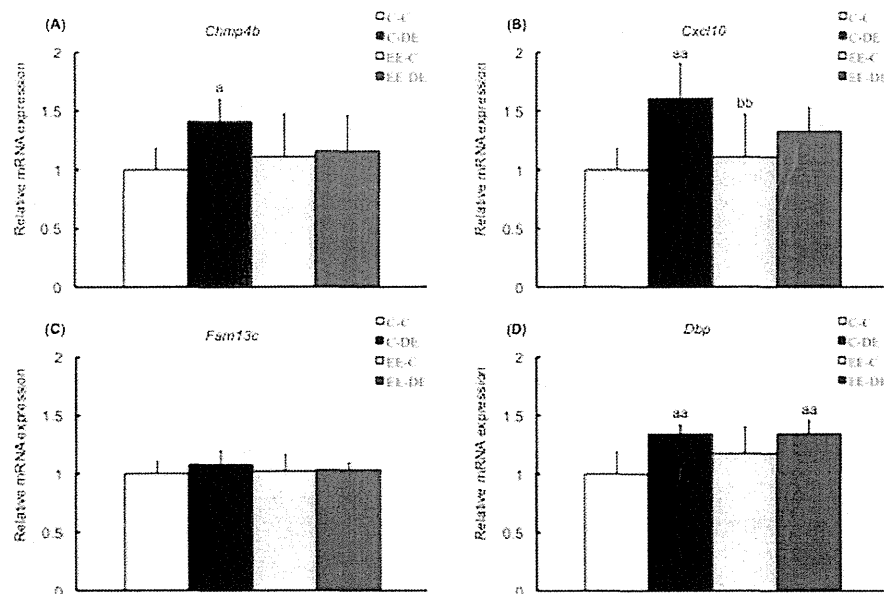 (A)
Chmp4b
C-C
C-DE
EE-C
EE-DE
Relative mRNA expression
2
1.5
1
0.5
0
a
(B)
Cxcl10
C-C
C-DE
EE-C
EE-DE
Relative mRNA expression
2
1.5
1
0.5
0
aa
bb
(C)
Fam13c
C-C
C-DE
EE-C
EE-DE
Relative mRNA expression
2
1.5
1
0.5
0
(D)
Dbp
C-C
C-DE
EE-C
EE-DE
Relative mRNA expression
2
1.5
1
0.5
0
aa
aa